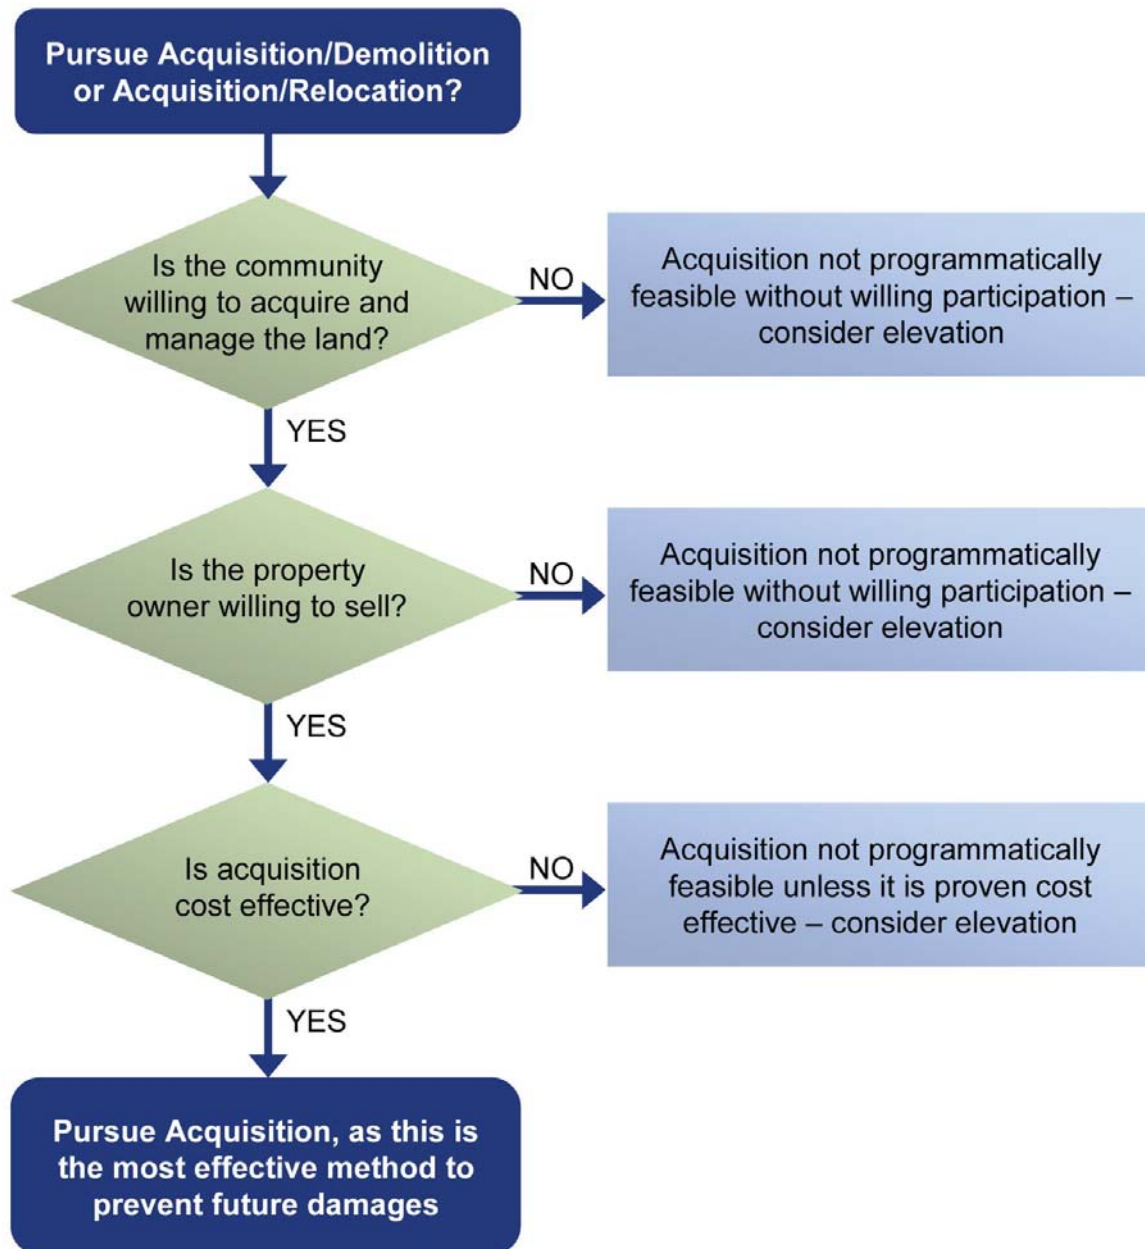 Pursue Acquisition/Demolition
or Acquisition/Relocation?
Is the community
willing to acquire and
manage the land?
NO
Acquisition not programmatically
feasible without willing participation –
consider elevation
YES
Is the property
owner willing to sell?
NO
Acquisition not programmatically
feasible without willing participation –
consider elevation
YES
Is acquisition
cost effective?
NO
Acquisition not programmatically
feasible unless it is proven cost
effective – consider elevation
YES
Pursue Acquisition, as this is
the most effective method to
prevent future damages